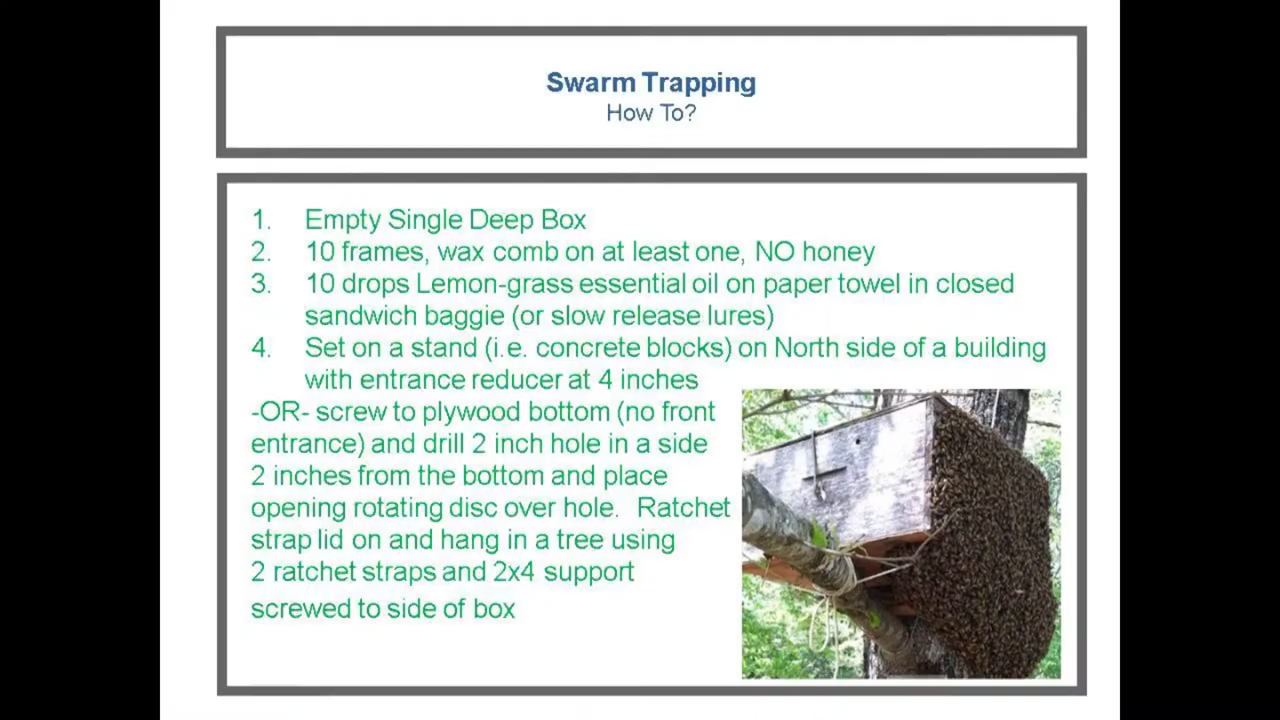 Swarm Trapping
How To?
1. Empty Single Deep Box
2. 10 frames, wax comb on at least one, NO honey
3. 10 drops Lemon-grass essential oil on paper towel in closed
sandwich baggie (or slow release lures)
4. Set on a stand (i.e. concrete blocks) on North side of a building
with entrance reducer at 4 inches
-OR- screw to plywood bottom (no front
entrance) and drill 2 inch hole in a side
2 inches from the bottom and place
opening rotating disc over hole. Ratchet
strap lid on and hang in a tree using
2 ratchet straps and 2x4 support
screwed to side of box